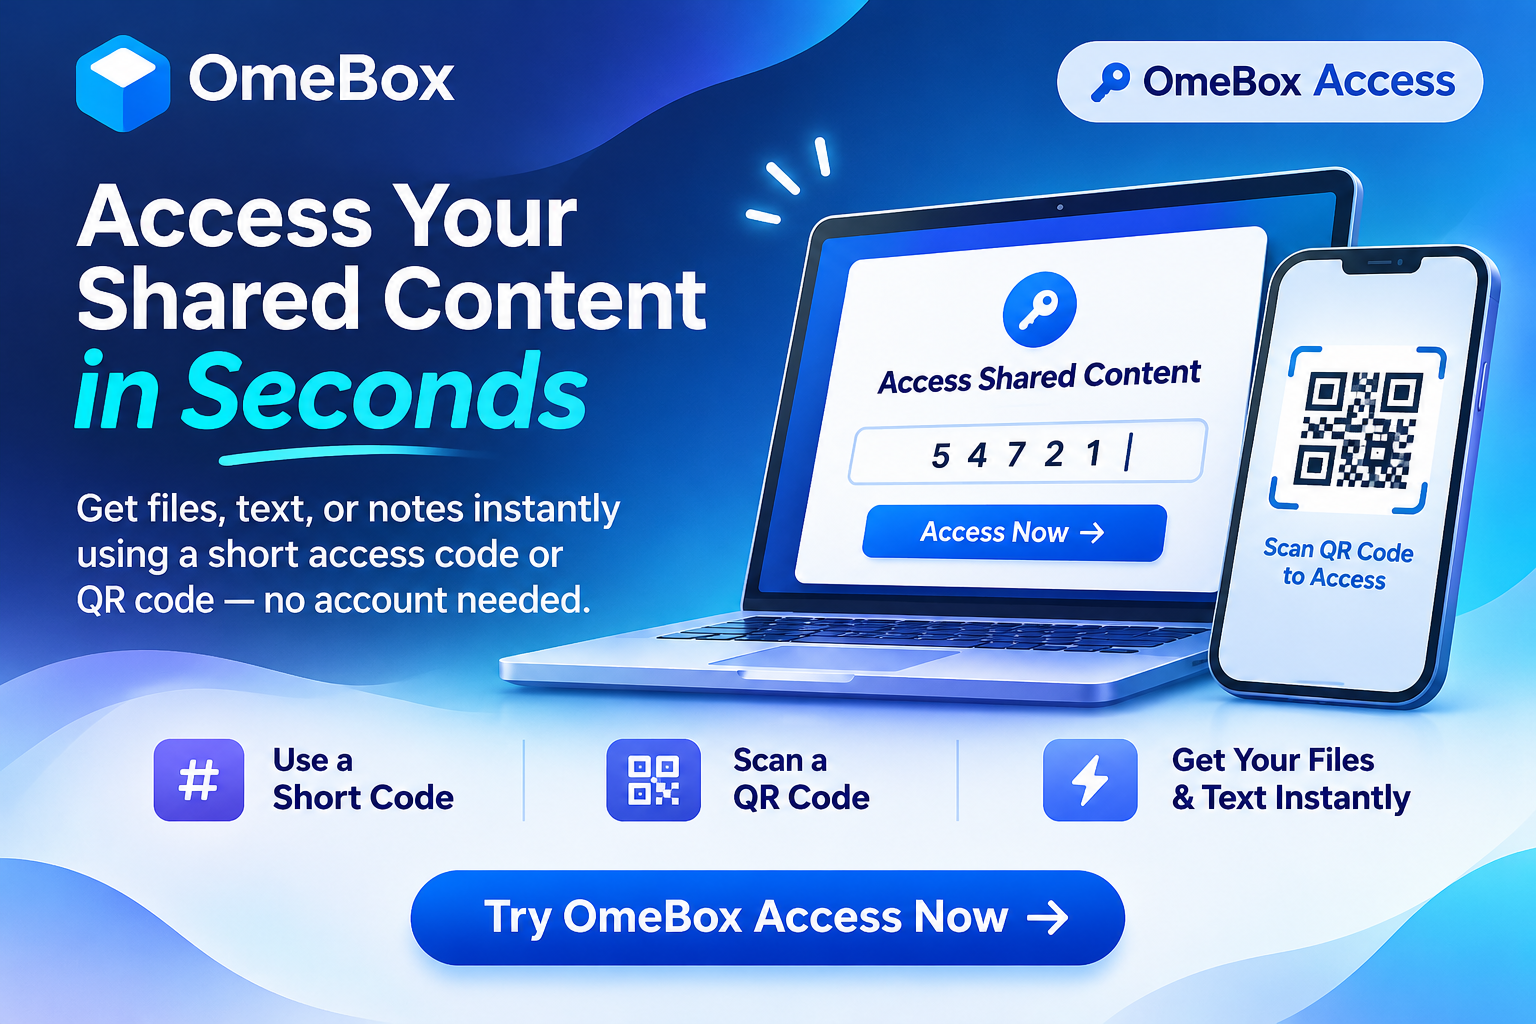 OmeBox
OmeBox Access
Access Your
Shared Content
in Seconds
Get files, text, or notes instantly
using a short access code or
QR code — no account needed.
Access Shared Content
5 4 7 2 1
Access Now →
Scan QR Code
to Access
#
Use a
Short Code
Scan a
QR Code
Get Your Files
& Text Instantly
Try OmeBox Access Now →